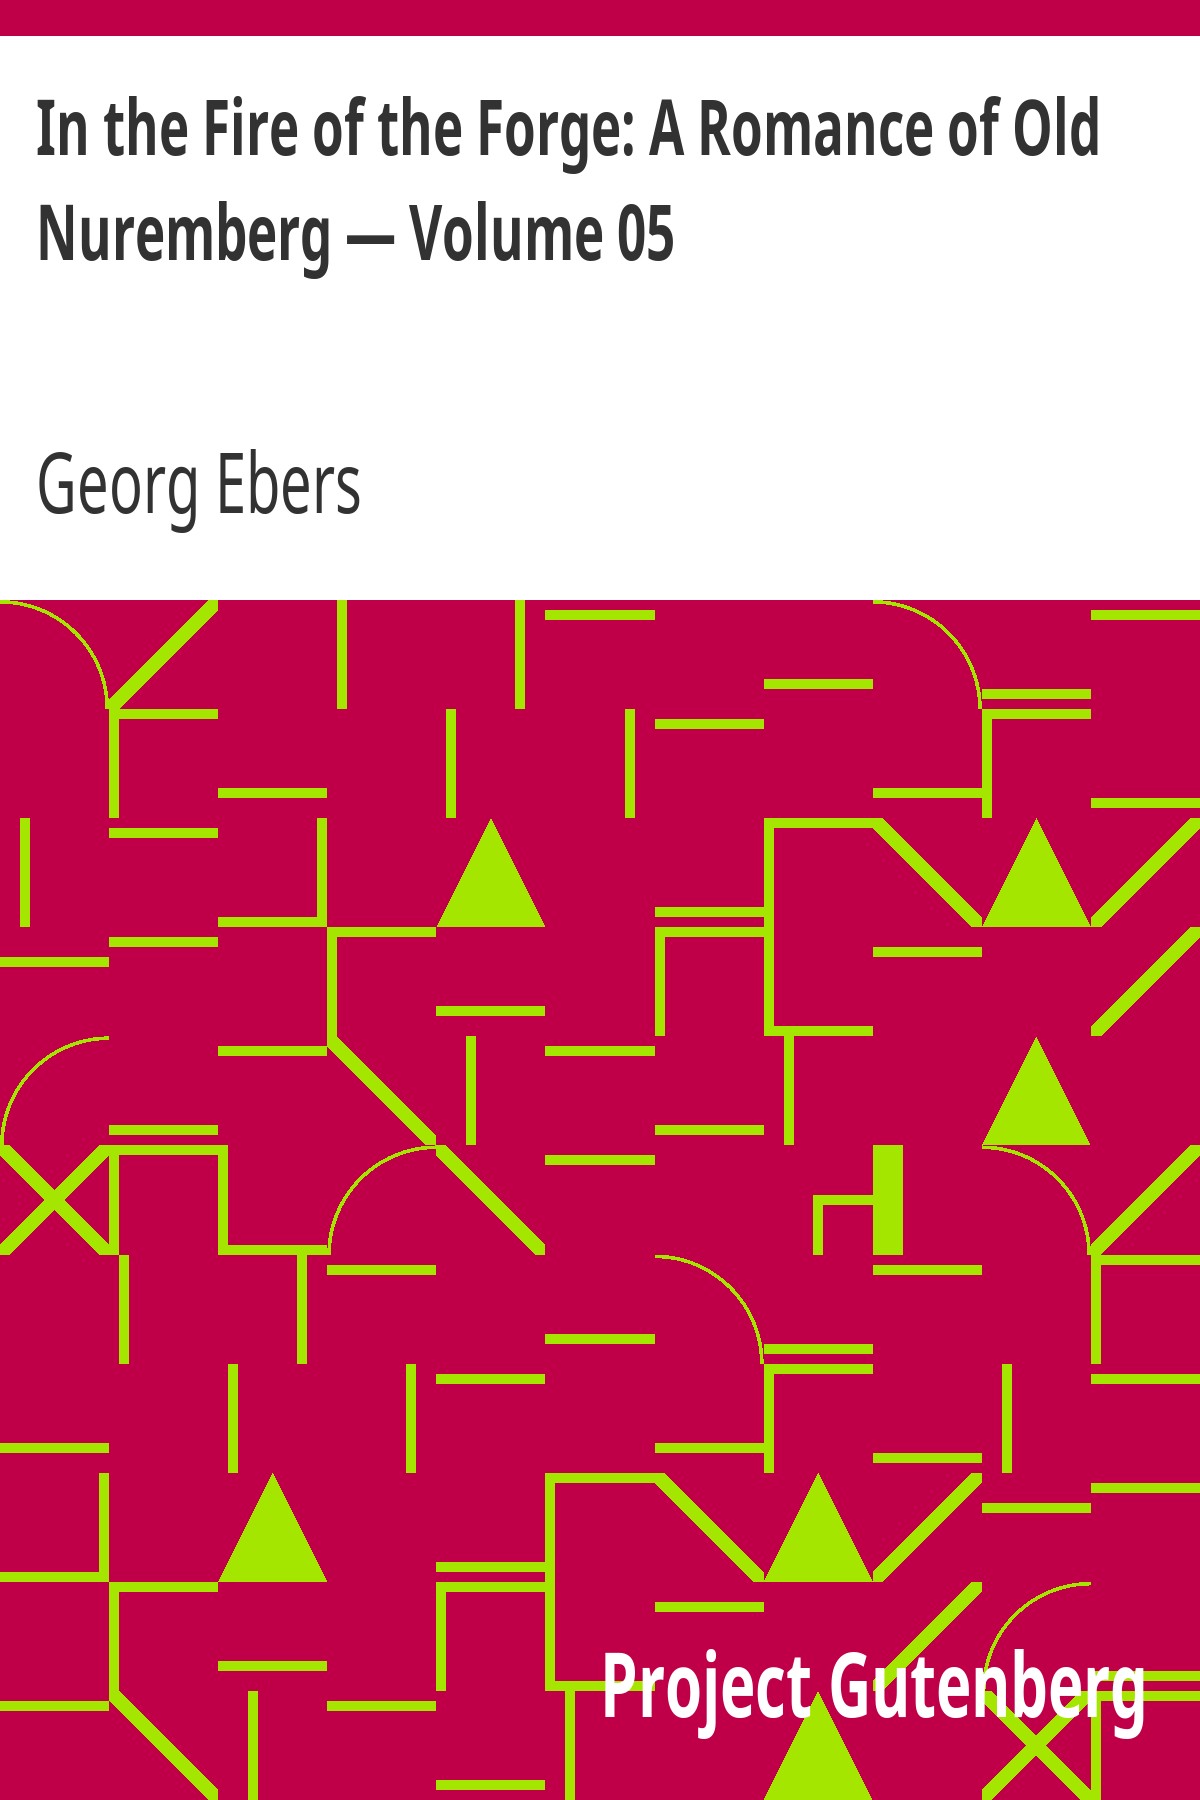 In the Fire of the Forge: A Romance of Old
Nuremberg — Volume 05
Georg Ebers
Project Gutenberg